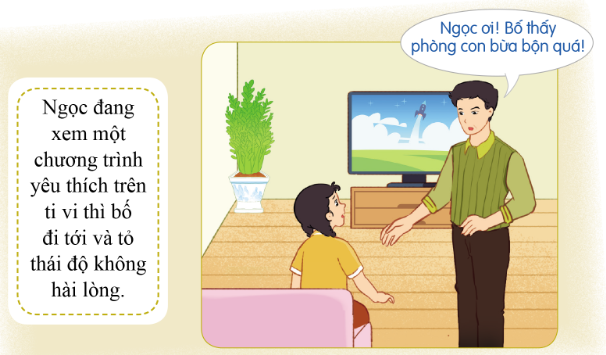 Ngọc ơi! Bố thấy
phòng con bừa bộn quá!
Ngọc đang
xem một
chương trình
yêu thích trên
ti vi thì bố
đi tới và tỏ
thái độ không
hài lòng.